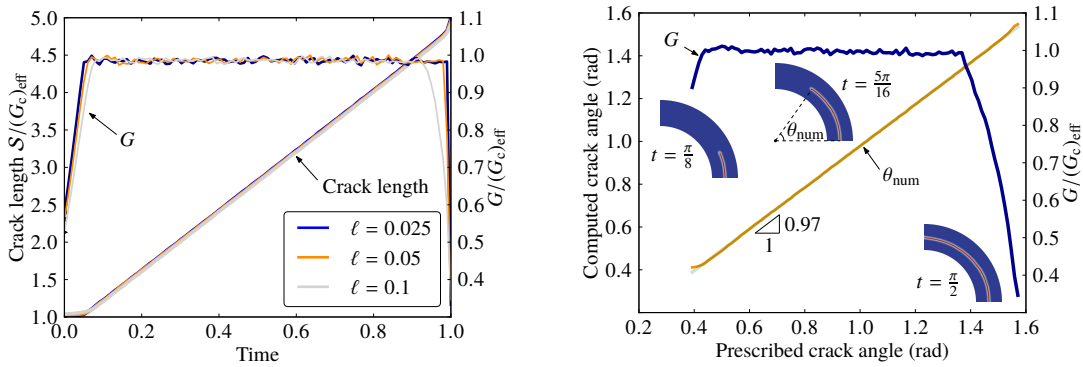 5.0
4.5
4.0
3.5
3.0
2.5
2.0
1.5
1.0
Crack length S/(G_c)_eff
0.0 0.2 0.4 0.6 0.8 1.0
Time
1.1
1.0
0.9
0.8
0.7
0.6
0.5
0.4
G/(G_c)_eff
G
Crack length
ℓ = 0.025
ℓ = 0.05
ℓ = 0.1
1.6
1.4
1.2
1.0
0.8
0.6
0.4
Computed crack angle (rad)
0.2 0.4 0.6 0.8 1.0 1.2 1.4 1.6
Prescribed crack angle (rad)
1.1
1.0
0.9
0.8
0.7
0.6
0.5
0.4
G/(G_c)_eff
G
t = 5π/16
θ_num
t = π/8
θ_num
0.97
1
t = π/2